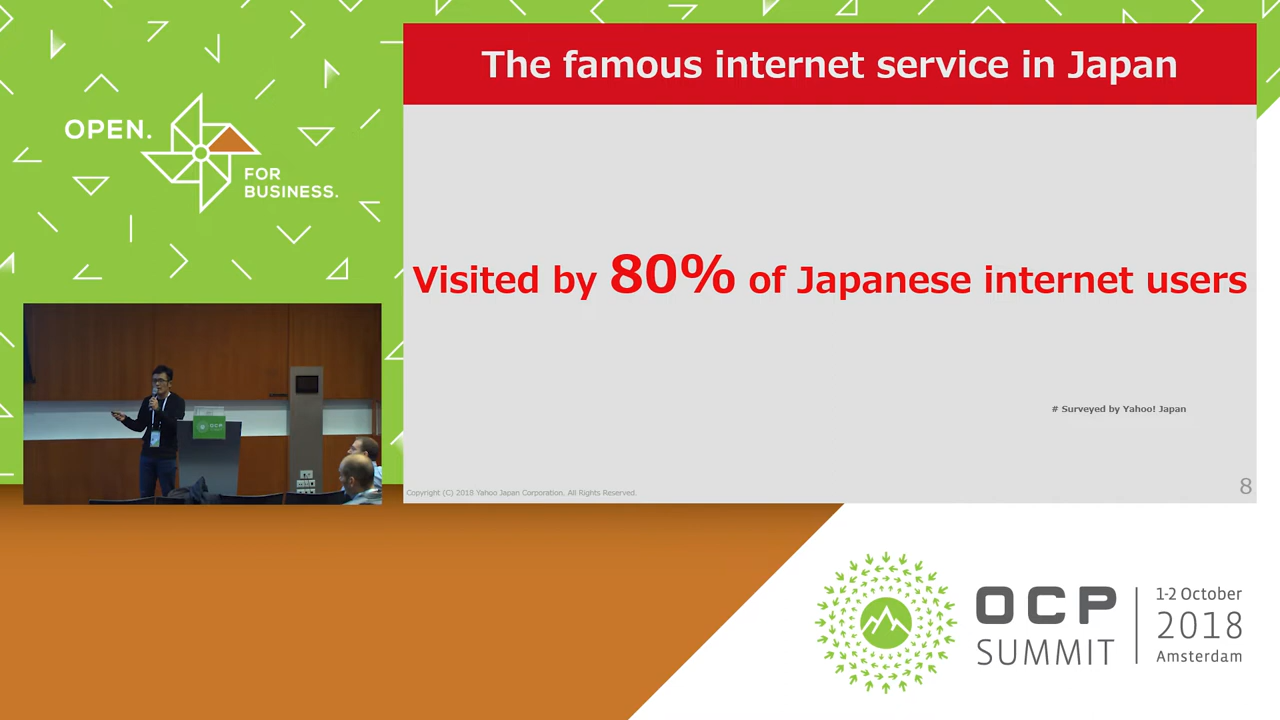 OPEN.
FOR
BUSINESS.
The famous internet service in Japan
Visited by 80% of Japanese internet users
# Surveyed by Yahoo! Japan
Copyright (C) 2018 Yahoo Japan Corporation. All Rights Reserved.
8
OCP
OCP
SUMMIT
1-2 October
2018
Amsterdam